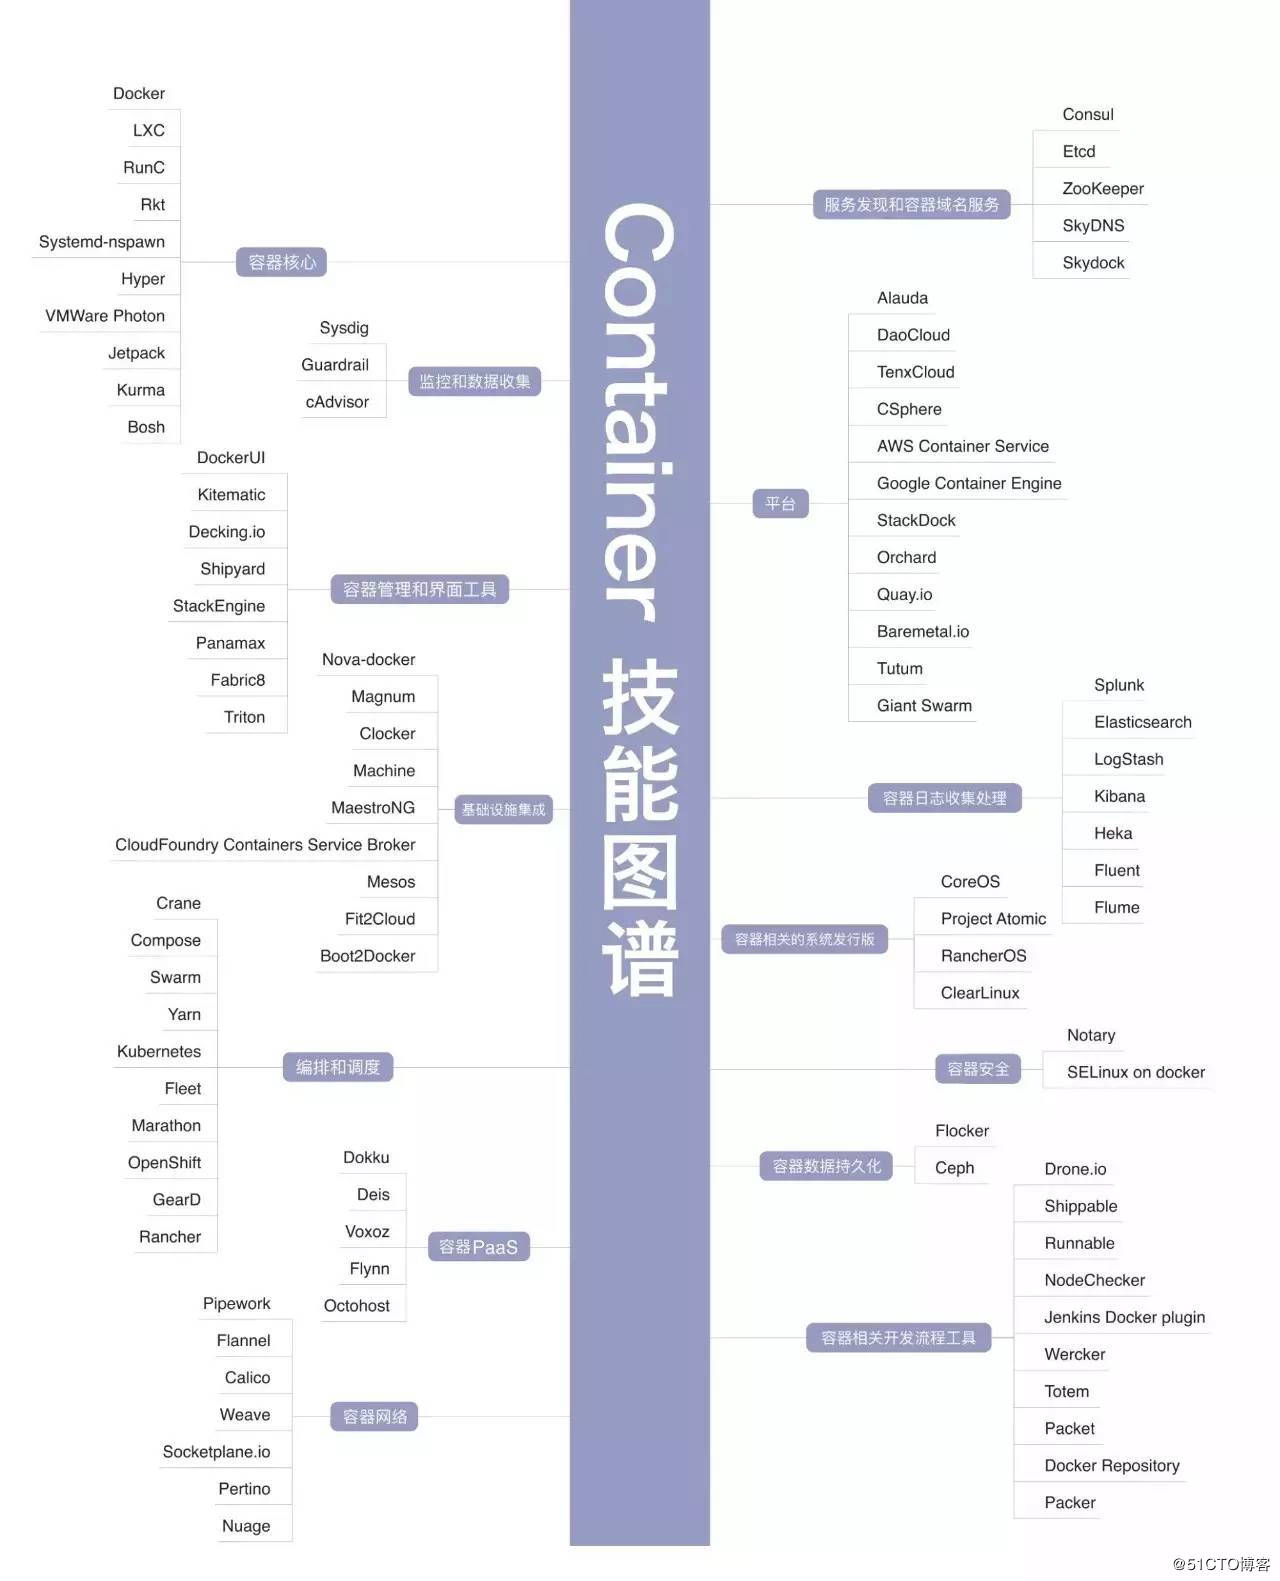 Container 技能图谱
容器核心
Docker
LXC
RunC
Rkt
Systemd-nspawn
Hyper
VMWare Photon
Jetpack
Kurma
Bosh
监控和数据收集
Sysdig
Guardrail
cAdvisor
容器管理和界面工具
DockerUI
Kitematic
Decking.io
Shipyard
StackEngine
Panamax
Fabric8
Triton
基础设施集成
Nova-docker
Magnum
Clocker
Machine
MaestroNG
CloudFoundry Containers Service Broker
Mesos
Fit2Cloud
Boot2Docker
编排和调度
Crane
Compose
Swarm
Yarn
Kubernetes
Fleet
Marathon
OpenShift
GearD
Rancher
容器PaaS
Dokku
Deis
Voxoz
Flynn
Octohost
容器网络
Pipework
Flannel
Calico
Weave
Socketplane.io
Pertino
Nuage
服务发现和容器域名服务
Consul
Etcd
ZooKeeper
SkyDNS
Skydock
平台
Alauda
DaoCloud
TenxCloud
CSphere
AWS Container Service
Google Container Engine
StackDock
Orchard
Quay.io
Baremetal.io
Tutum
Giant Swarm
容器日志收集处理
Splunk
Elasticsearch
LogStash
Kibana
Heka
Fluent
Flume
容器相关的系统发行版
CoreOS
Project Atomic
RancherOS
ClearLinux
容器安全
Notary
SELinux on docker
容器数据持久化
Flocker
Ceph
容器相关开发流程工具
Drone.io
Shippable
Runnable
NodeChecker
Jenkins Docker plugin
Wercker
Totem
Packet
Docker Repository
Packer
@51CTO博客